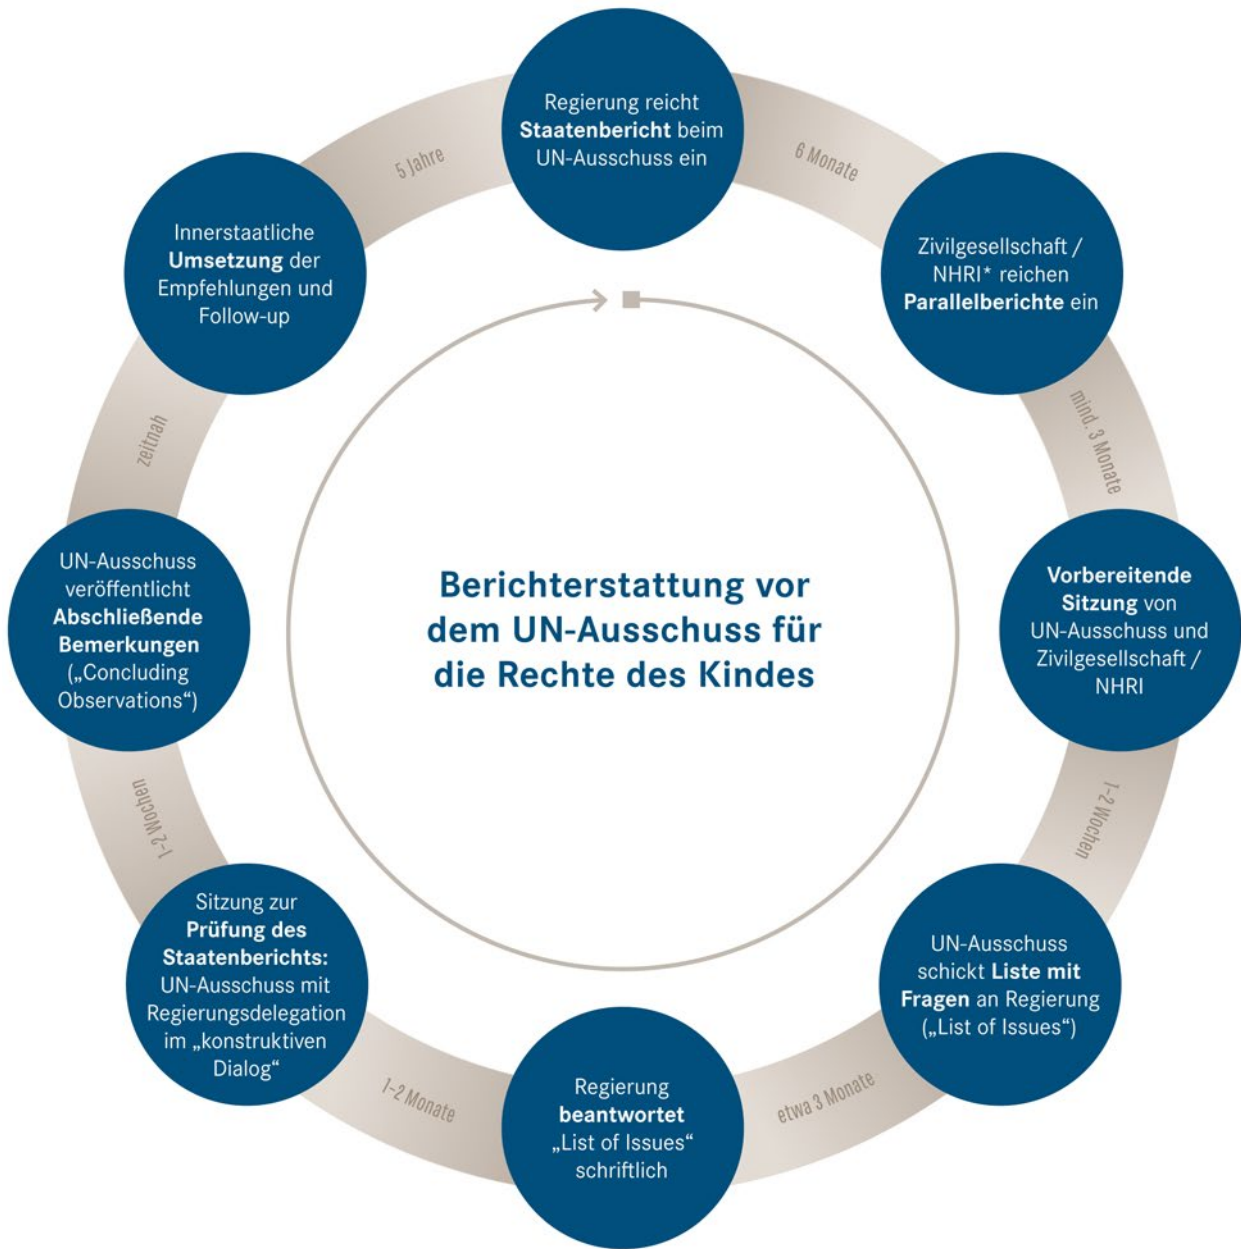 Regierung reicht
Staatenbericht beim
UN-Ausschuss ein
6 Monate
Zivilgesellschaft /
NHRI* reichen
Parallelberichte ein
mind. 3 Monate
Vorbereitende
Sitzung von
UN-Ausschuss und
Zivilgesellschaft /
NHRI
1–2 Wochen
UN-Ausschuss
schickt Liste mit
Fragen an Regierung
(„List of Issues“)
etwa 3 Monate
Regierung
beantwortet
„List of Issues“
schriftlich
1–2 Monate
Sitzung zur
Prüfung des
Staatenberichts:
UN-Ausschuss mit
Regierungsdelegation
im „konstruktiven
Dialog“
1–2 Wochen
UN-Ausschuss
veröffentlicht
Abschließende
Bemerkungen
(„Concluding
Observations“)
zeitnah
Innerstaatliche
Umsetzung der
Empfehlungen und
Follow-up
5 Jahre
Berichterstattung vor
dem UN-Ausschuss für
die Rechte des Kindes